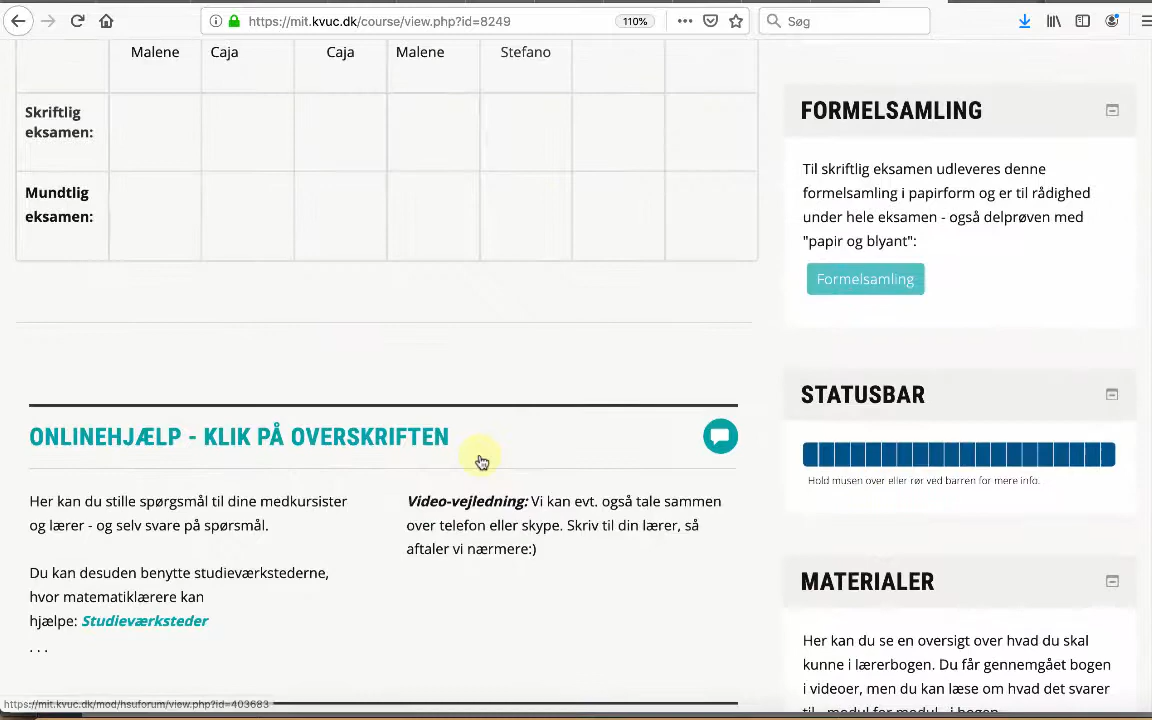 https://mit.kvuc.dk/course/view.php?id=8249
110%
Søg
Malene Caja Caja Malene Stefano
Skriftlig
eksamen:
Mundtlig
eksamen:
ONLINEHJÆLP - KLIK PÅ OVERSKRIFTEN
Her kan du stille spørgsmål til dine medkursister
og lærer - og selv svare på spørsmål.
Du kan desuden benytte studieværkstederne,
hvor matematiklærere kan
hjælpe: Studieværksteder
. . .
Video-vejledning: Vi kan evt. også tale sammen
over telefon eller skype. Skriv til din lærer, så
aftaler vi nærmere:)
FORMELSAMLING
Til skriftlig eksamen udleveres denne
formelsamling i papirform og er til rådighed
under hele eksamen - også delprøven med
"papir og blyant":
Formelsamling
STATUSBAR
Hold musen over eller rør ved barren for mere info.
MATERIALER
Her kan du se en oversigt over hvad du skal
kunne i lærerbogen. Du får gennemgået bogen
i videoer, men du kan læse om hvad det svarer
til - modul for modul - i bogen.
https://mit.kvuc.dk/mod/hsuforum/view.php?id=403683